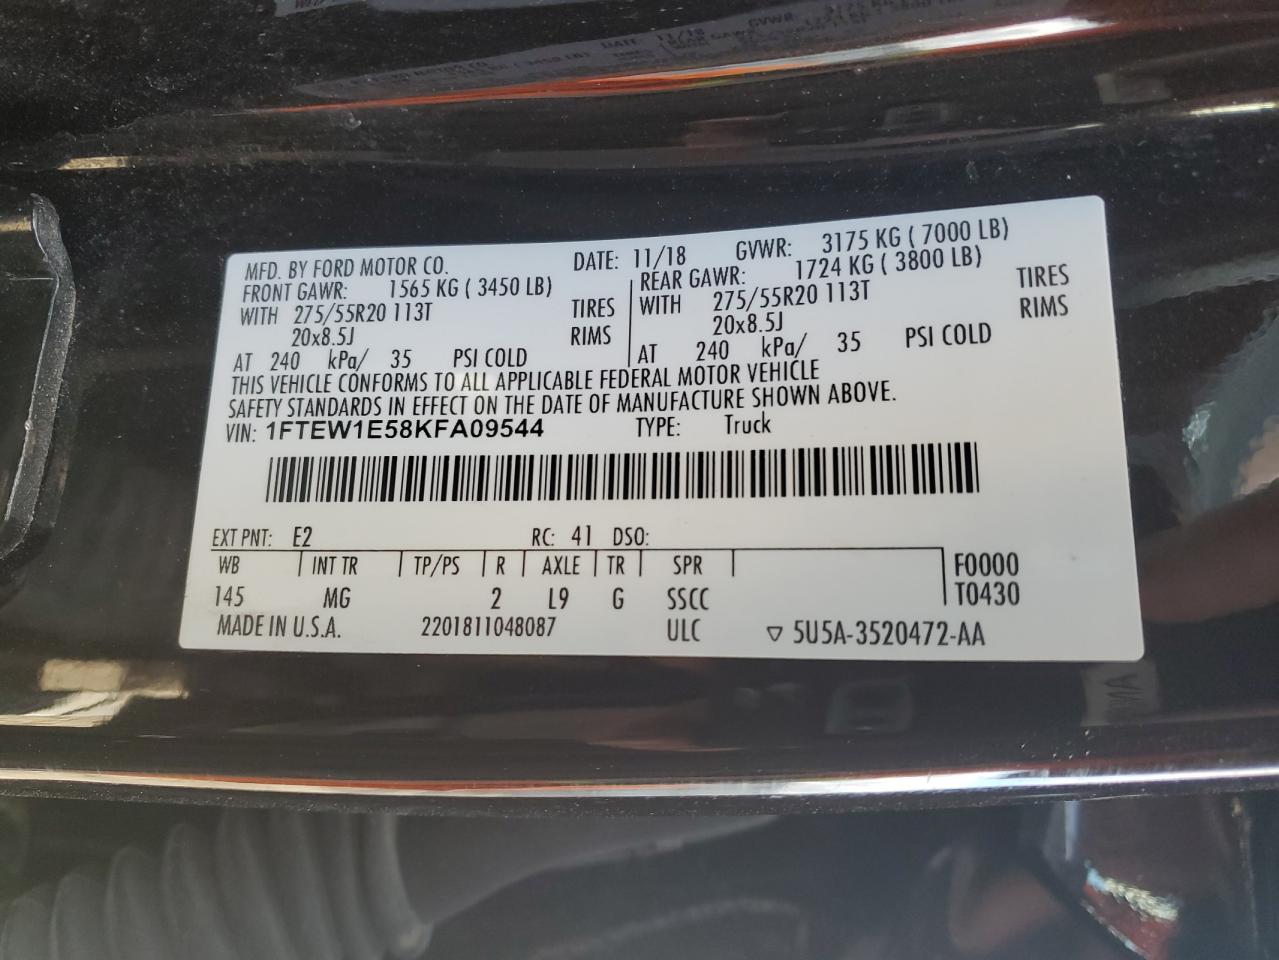 MFD. BY FORD MOTOR CO. DATE: 11/18 GVWR: 3175 KG ( 7000 LB)
FRONT GAWR: 1565 KG ( 3450 LB) REAR GAWR: 1724 KG ( 3800 LB)
WITH 275/55R20 113T TIRES WITH 275/55R20 113T TIRES
20x8.5J RIMS 20x8.5J RIMS
AT 240 kPa/ 35 PSI COLD AT 240 kPa/ 35 PSI COLD
THIS VEHICLE CONFORMS TO ALL APPLICABLE FEDERAL MOTOR VEHICLE
SAFETY STANDARDS IN EFFECT ON THE DATE OF MANUFACTURE SHOWN ABOVE.
VIN: 1FTEW1E58KFA09544 TYPE: Truck
EXT PNT: E2 RC: 41 DSO:
WB INT TR TP/PS R AXLE TR SPR F0000
145 MG 2 L9 G SSCC T0430
MADE IN U.S.A. 2201811048087 ULC ▽ 5U5A-3520472-AA